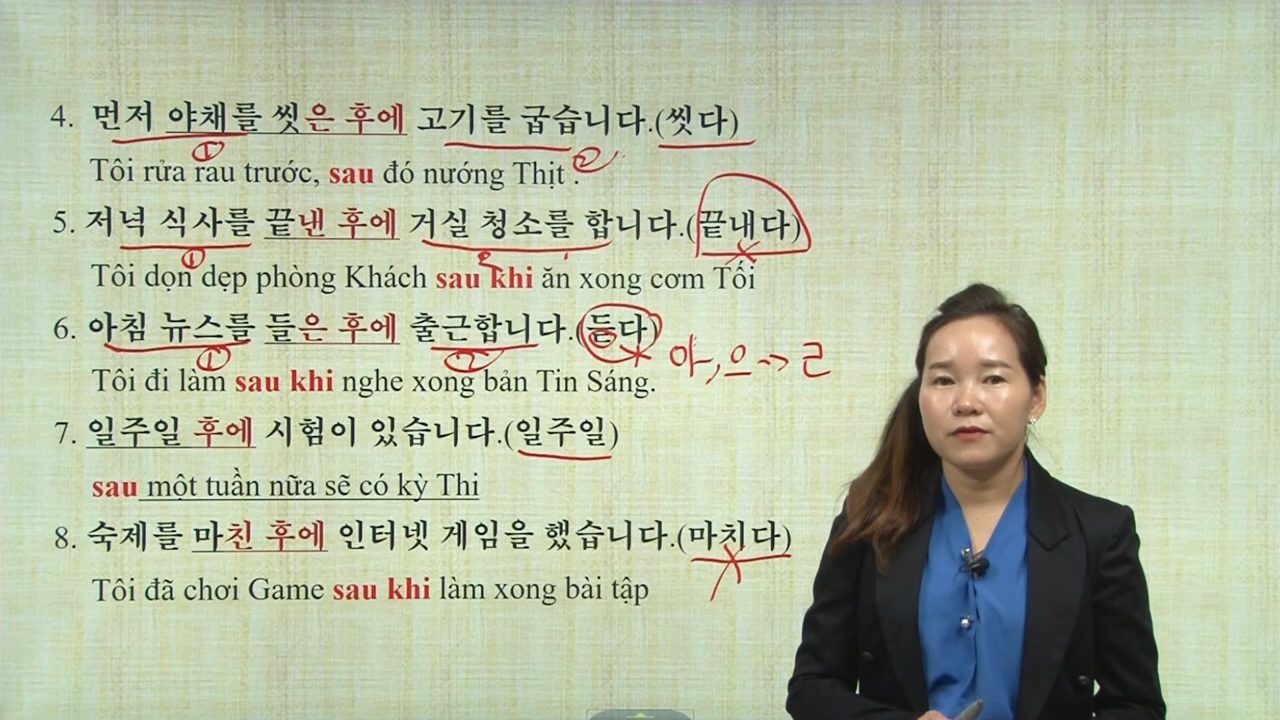 4. 먼저 야채를 씻은 후에 고기를 굽습니다.(씻다)
①
②
Tôi rửa rau trước, sau đó nướng Thịt .
5. 저녁 식사를 끝낸 후에 거실 청소를 합니다.(끝내다)
①
Tôi dọn dẹp phòng Khách sau khi ăn xong cơm Tối
6. 아침 뉴스를 들은 후에 출근합니다.(듣다)
아, 으 → ㄹ
①
②
Tôi đi làm sau khi nghe xong bản Tin Sáng.
7. 일주일 후에 시험이 있습니다.(일주일)
sau một tuần nữa sẽ có kỳ Thi
8. 숙제를 마친 후에 인터넷 게임을 했습니다.(마치다)
Tôi đã chơi Game sau khi làm xong bài tập